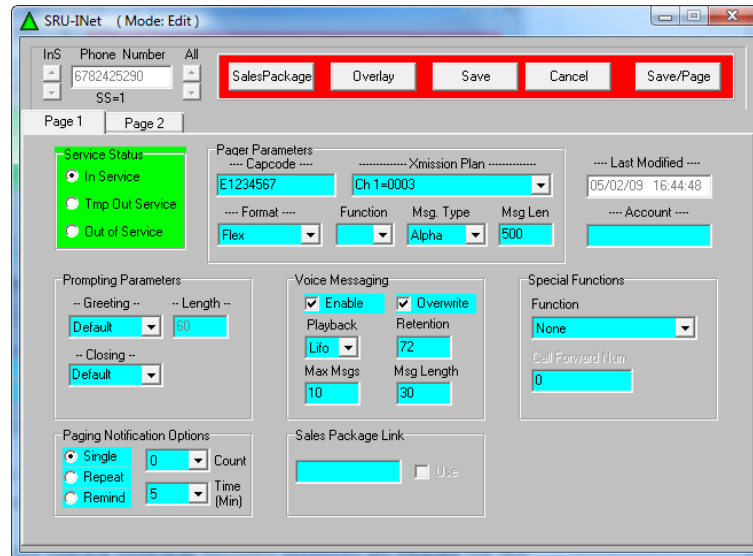 SRU-INet ( Mode: Edit )
InS Phone Number All
6782425290
SS=1
SalesPackage Overlay Save Cancel Save/Page
Page 1 Page 2
Service Status
In Service
Tmp Out Service
Out of Service
Pager Parameters
---- Capcode ---- -------------- Xmission Plan --------------
E1234567 Ch 1=0003
---- Format ---- Function Msg. Type Msg Len
Flex Alpha 500
---- Last Modified ----
05/02/09 16:44:48
---- Account ----
Prompting Parameters
-- Greeting -- -- Length --
Default 60
-- Closing --
Default
Voice Messaging
Enable Overwrite
Playback Retention
Lifo 72
Max Msgs Msg Length
10 30
Special Functions
Function
None
Call Forward Num
0
Paging Notification Options
Single 0 Count
Repeat
Remind 5 Time (Min)
Sales Package Link
Use